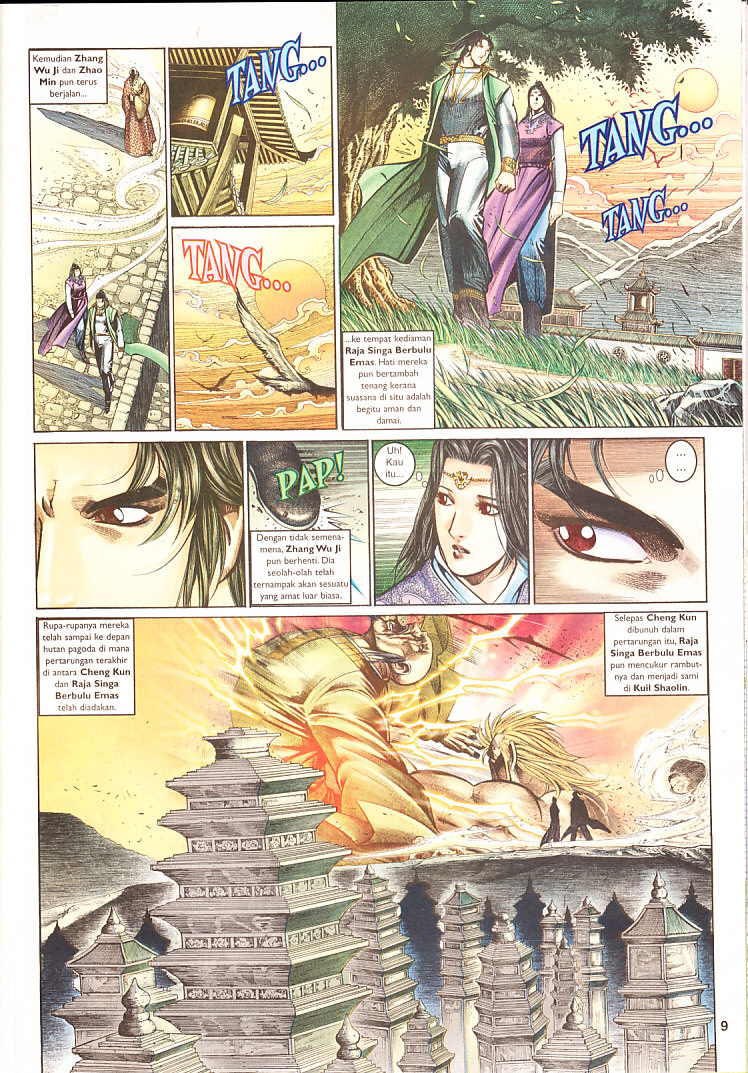 Kemudian Zhang
Wu Ji dan Zhao
Min pun terus
berjalan...
TANG...
TANG...
TANG...
TANG...
...ke tempat kediaman
Raja Singa Berbulu
Emas. Hati mereka
pun bertambah
tenang kerana
suasana di situ adalah
begitu aman dan
damai.
PAP!
Dengan tidak semena-
mena, Zhang Wu Ji
pun berhenti. Dia
seolah-olah telah
ternampak akan sesuatu
yang amat luar biasa.
Uh!
Kau
itu...
...
...
Rupa-rupanya mereka
telah sampai ke depan
hutan pagoda di mana
pertarungan terakhir
di antara Cheng Kun
dan Raja Singa
Berbulu Emas
telah diadakan.
Selepas Cheng Kun
dibunuh dalam
pertarungan itu, Raja
Singa Berbulu Emas
pun mencukur rambut-
nya dan menjadi sami
di Kuil Shaolin.
9